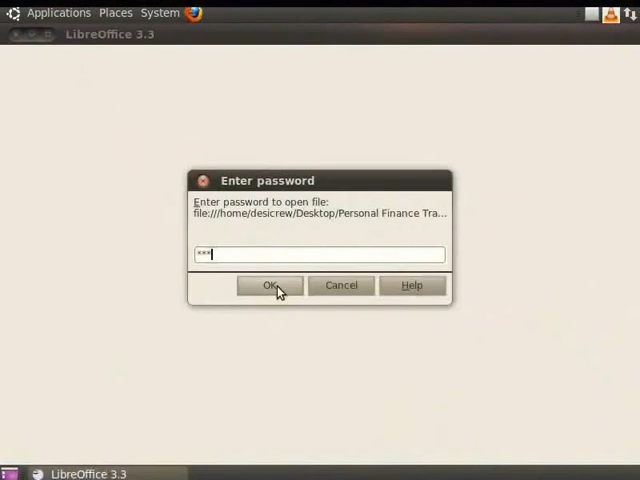 Applications Places System
LibreOffice 3.3
Enter password
Enter password to open file:
file:///home/desicrew/Desktop/Personal Finance Tra...
***
OK Cancel Help
LibreOffice 3.3